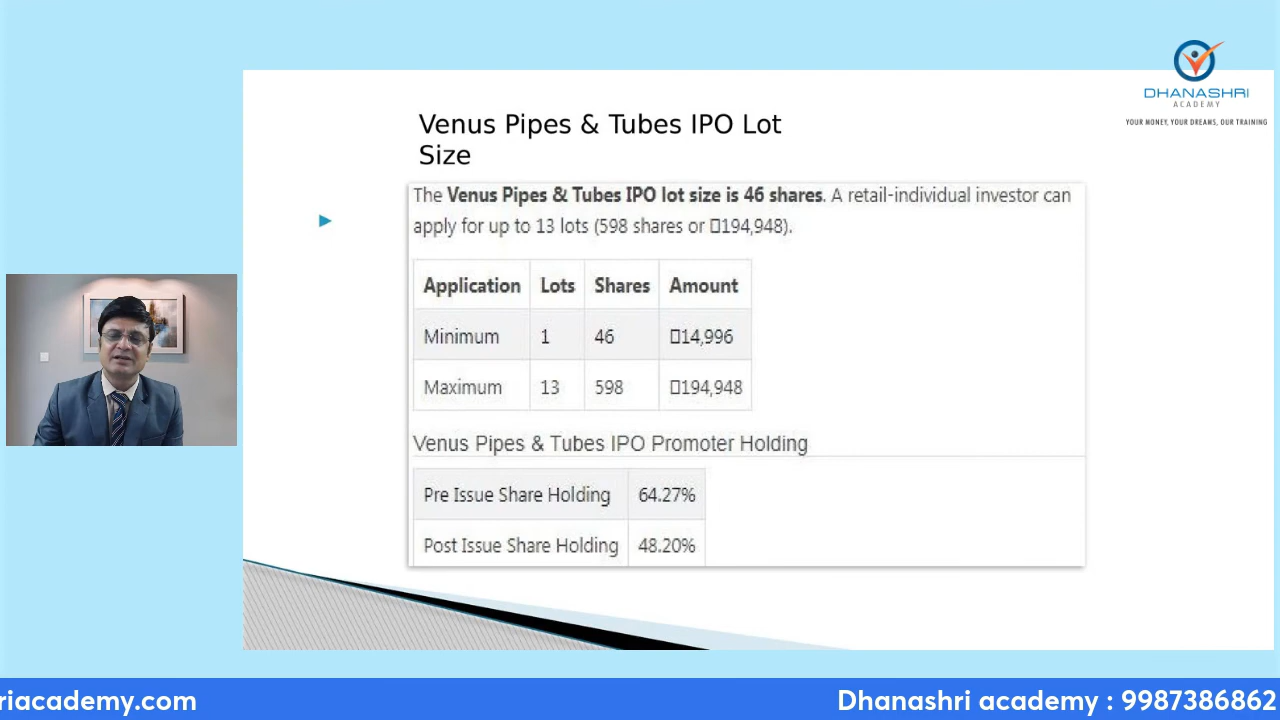 DHANASHRI
ACADEMY
YOUR MONEY, YOUR DREAMS, OUR TRAINING
Venus Pipes & Tubes IPO Lot
Size
The Venus Pipes & Tubes IPO lot size is 46 shares. A retail-individual investor can
apply for up to 13 lots (598 shares or ▯194,948).
Application Lots Shares Amount
Minimum 1 46 ▯14,996
Maximum 13 598 ▯194,948
Venus Pipes & Tubes IPO Promoter Holding
Pre Issue Share Holding 64.27%
Post Issue Share Holding 48.20%
riacademy.com Dhanashri academy : 9987386862